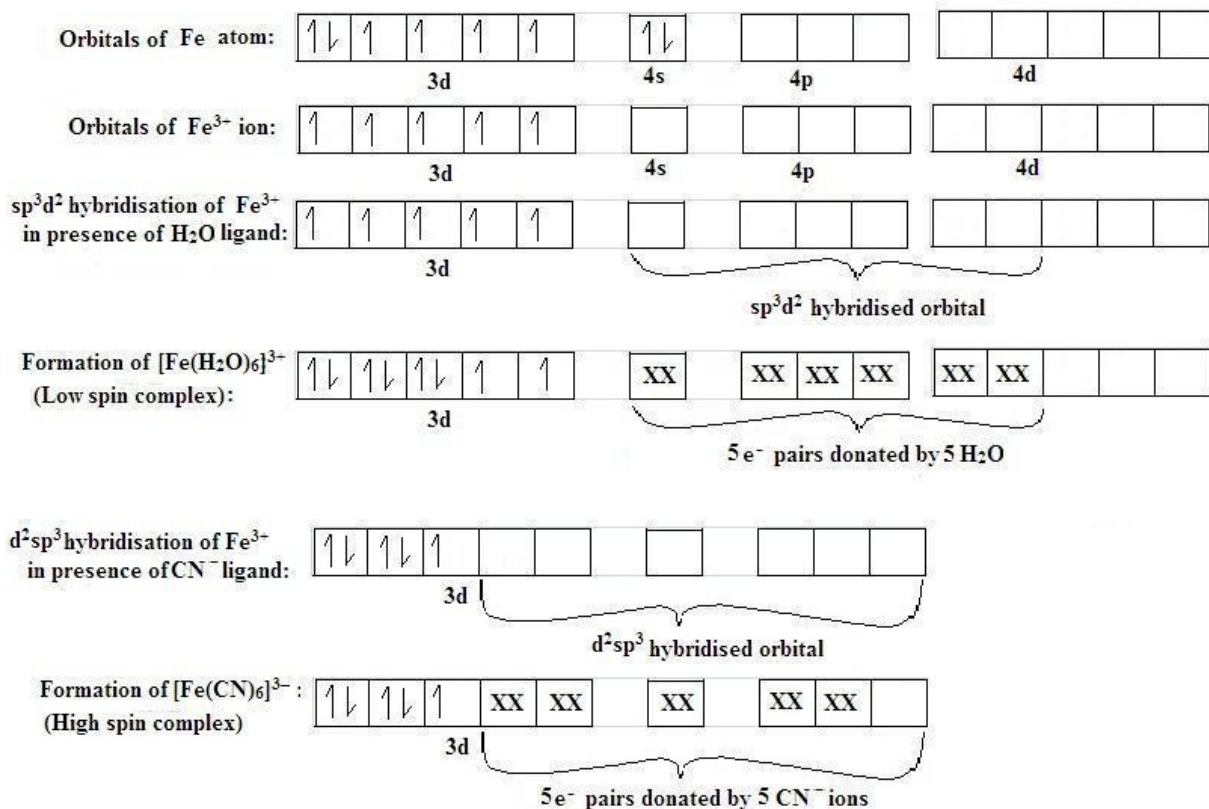 Orbitals of Fe atom:
3d 4s 4p 4d
Orbitals of Fe³⁺ ion:
3d 4s 4p 4d
sp³d² hybridisation of Fe³⁺
in presence of H₂O ligand:
3d
sp³d² hybridised orbital
Formation of [Fe(H₂O)₆]³⁺
(Low spin complex):
XX XX XX XX XX XX
3d
5 e⁻ pairs donated by 5 H₂O
d²sp³ hybridisation of Fe³⁺
in presence of CN⁻ ligand:
3d
d²sp³ hybridised orbital
Formation of [Fe(CN)₆]³⁻ :
(High spin complex)
XX XX XX XX XX
3d
5e⁻ pairs donated by 5 CN⁻ ions